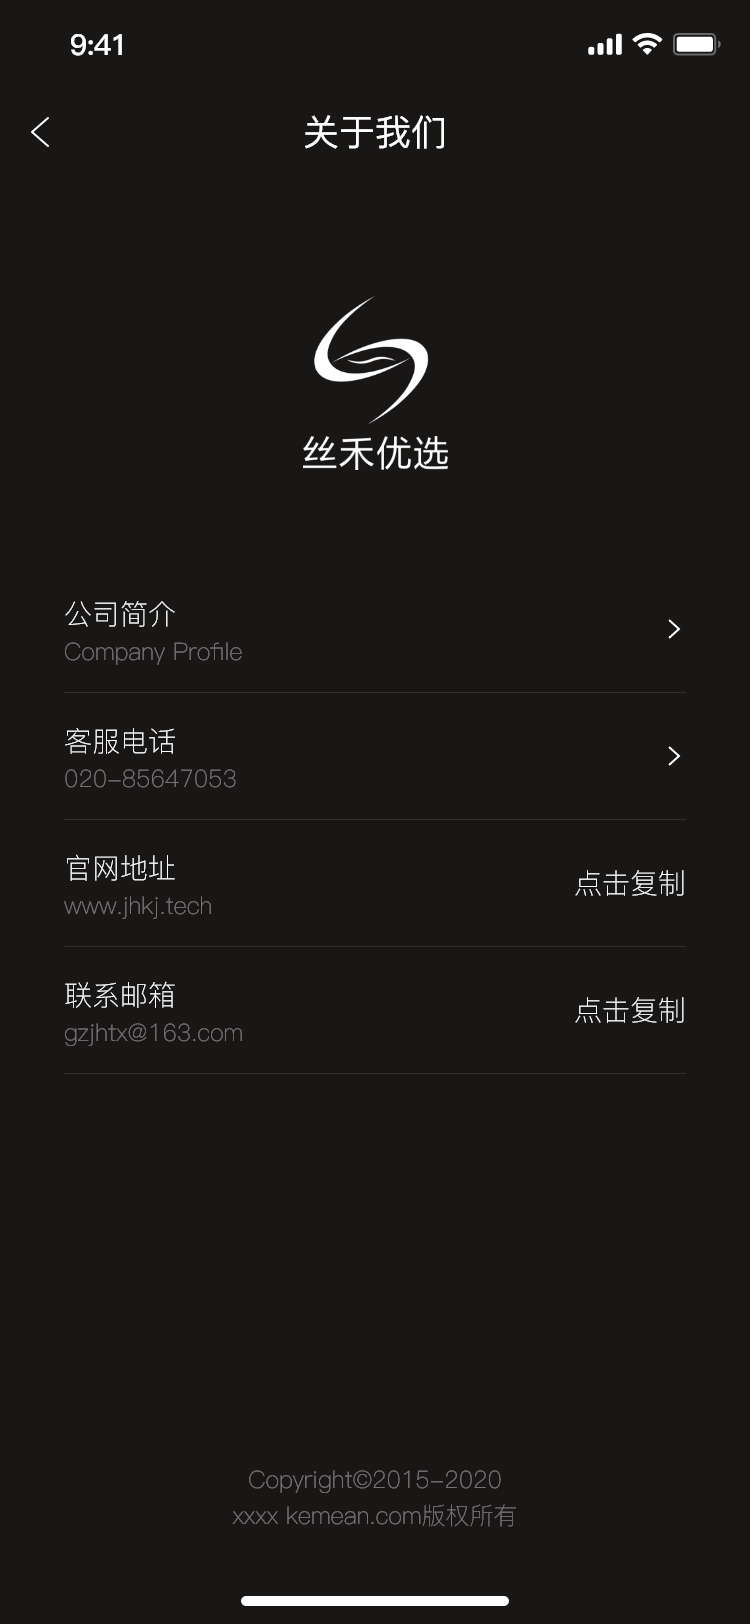 9:41
关于我们
丝禾优选
公司简介
Company Profile
客服电话
020-85647053
官网地址
www.jhkj.tech
点击复制
联系邮箱
gzjhtx@163.com
点击复制
Copyright©2015-2020
xxxx kemean.com版权所有